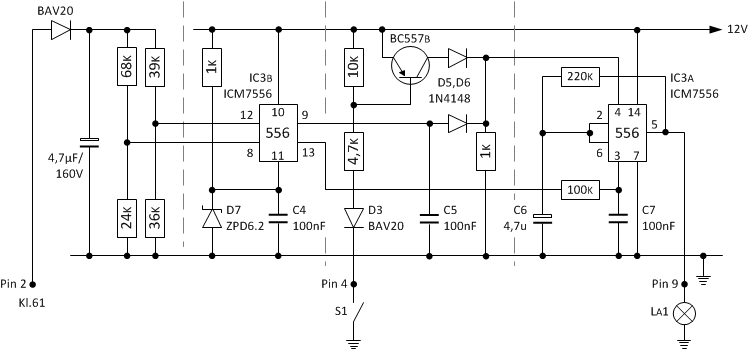 BAV20
12V
BC557B
68K
39K
1K
10K
IC3B
ICM7556
D5,D6
1N4148
220K
IC3A
ICM7556
10
4 14
12
9
2
556
556
5
8
13
6
11
3 7
4,7µF/
160V
4,7K
1K
100K
24K
36K
D7
ZPD6.2
C4
100nF
D3
BAV20
C5
100nF
C6
4,7u
C7
100nF
Pin 2
Pin 4
Pin 9
Kl.61
S1
LA1